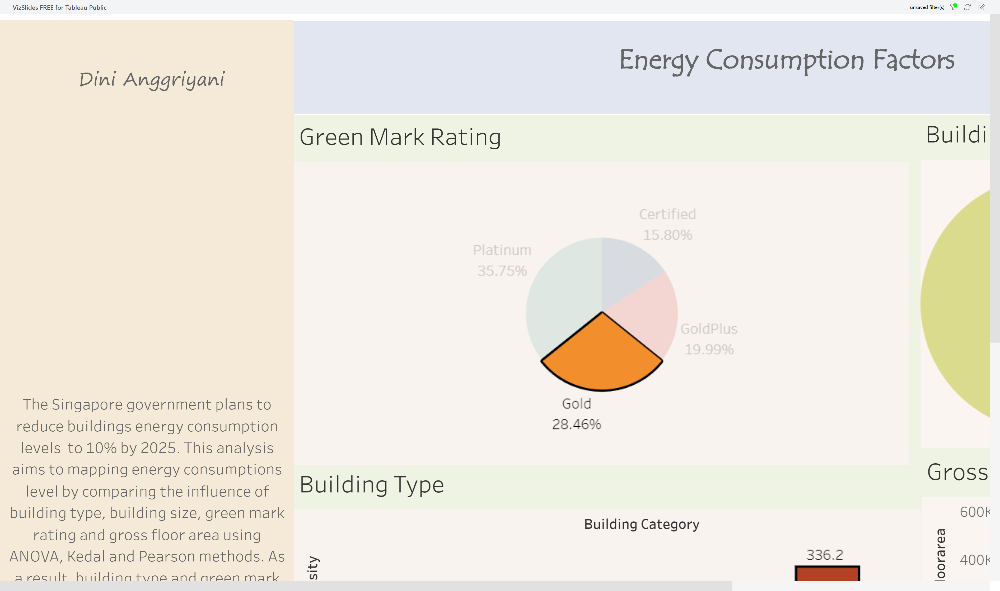 VizSlides FREE for Tableau Public
unsaved filter(s)
Dini Anggriyani
The Singapore government plans to
reduce buildings energy consumption
levels to 10% by 2025. This analysis
aims to mapping energy consumptions
level by comparing the influence of
building type, building size, green mark
rating and gross floor area using
ANOVA, Kedal and Pearson methods. As
a result, building type and green mark
Energy Consumption Factors
Green Mark Rating
Certified
15.80%
Platinum
35.75%
GoldPlus
19.99%
Gold
28.46%
Building Type
Building Category
336.2
Gross
600K
400K